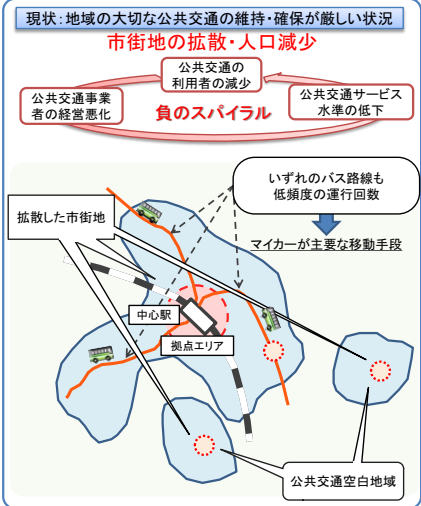 現状:地域の大切な公共交通の維持・確保が厳しい状況
市街地の拡散・人口減少
公共交通の
利用者の減少
公共交通事業
者の経営悪化
負のスパイラル
公共交通サービス
水準の低下
いずれのバス路線も
低頻度の運行回数
マイカーが主要な移動手段
拡散した市街地
中心駅
拠点エリア
公共交通空白地域